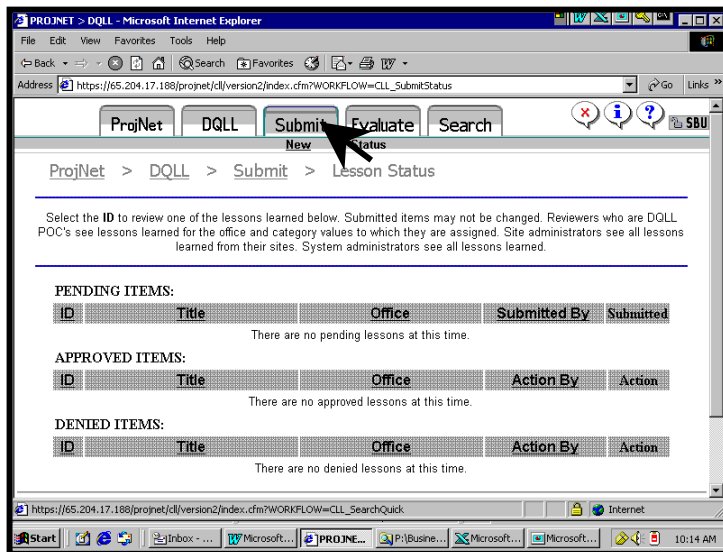 PROJNET > DQLL - Microsoft Internet Explorer
File Edit View Favorites Tools Help
Back Search Favorites
Address https://65.204.17.188/projnet/cll/version2/index.cfm?WORKFLOW=CLL_SubmitStatus Go Links »
ProjNet DQLL Submit Evaluate Search SBU
New Status
ProjNet > DQLL > Submit > Lesson Status
Select the ID to review one of the lessons learned below. Submitted items may not be changed. Reviewers who are DQLL
POC's see lessons learned for the office and category values to which they are assigned. Site administrators see all lessons
learned from their sites. System administrators see all lessons learned.
PENDING ITEMS:
ID Title Office Submitted By Submitted
There are no pending lessons at this time.
APPROVED ITEMS:
ID Title Office Action By Action
There are no approved lessons at this time.
DENIED ITEMS:
ID Title Office Action By Action
There are no denied lessons at this time.
https://65.204.17.188/projnet/cll/version2/index.cfm?WORKFLOW=CLL_SearchQuick Internet
Start Inbox - ... Microsoft... PROJNE... P:\Busine... Microsoft... Microsoft... 10:14 AM